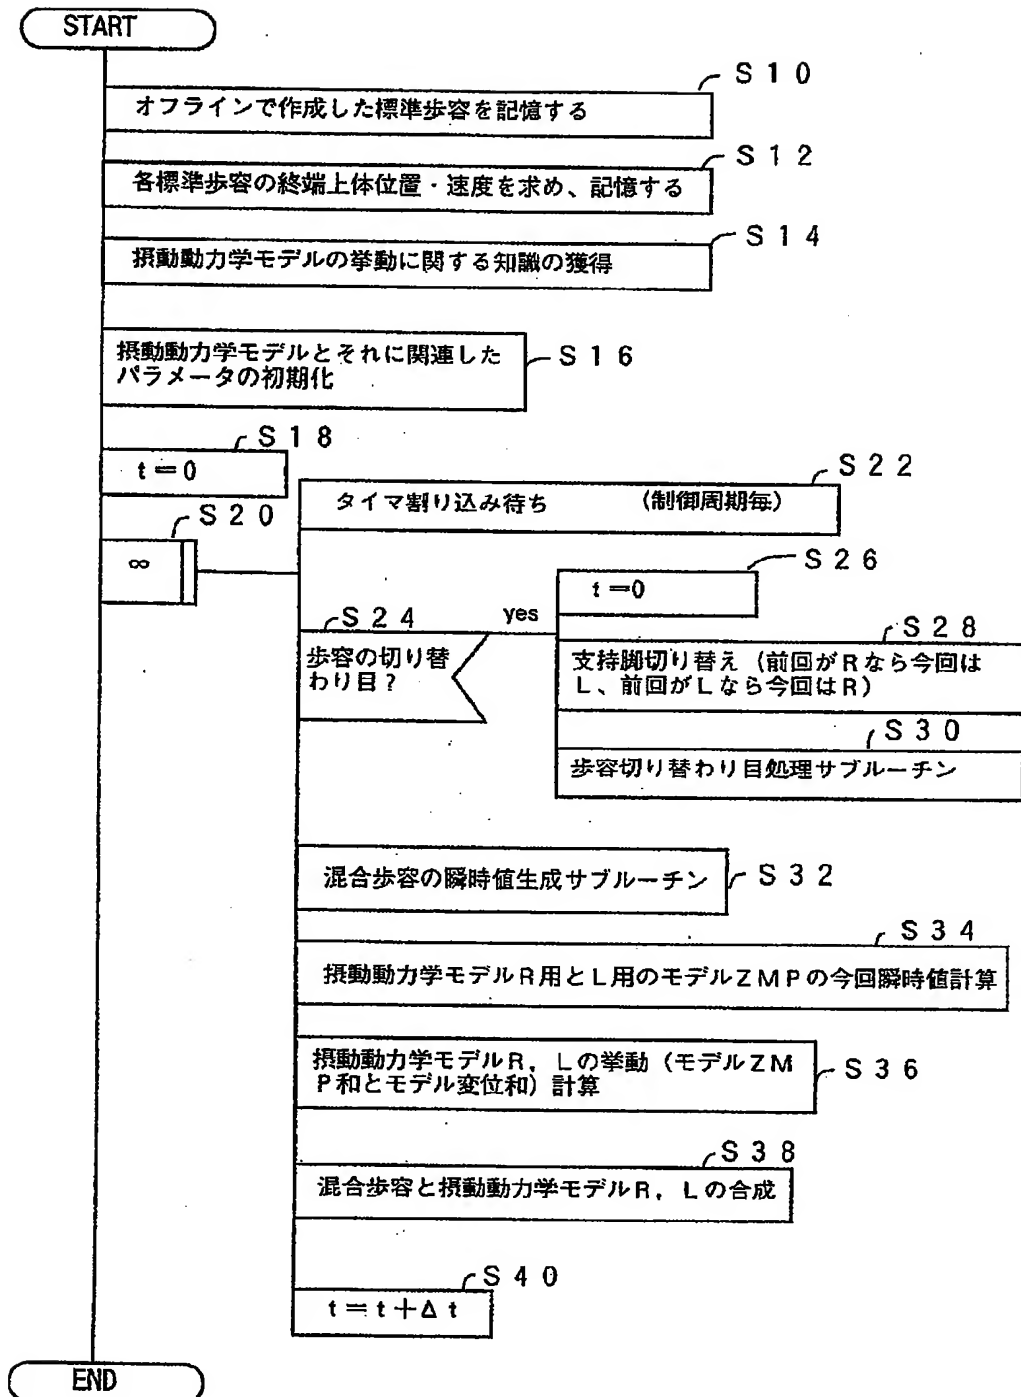 START
S10
オフラインで作成した標準歩容を記憶する
S12
各標準歩容の終端上体位置・速度を求め、記憶する
S14
摂動動力学モデルの挙動に関する知識の獲得
摂動動力学モデルとそれに関連した
パラメータの初期化
S16
S18
t=0
S20
∞
S22
タイマ割り込み待ち (制御周期毎)
S24
歩容の切り替
わり目?
yes
S26
t=0
S28
支持脚切り替え(前回がRなら今回は
L、前回がLなら今回はR)
S30
歩容切り替わり目処理サブルーチン
混合歩容の瞬時値生成サブルーチン
S32
S34
摂動動力学モデルR用とL用のモデルZMPの今回瞬時値計算
摂動動力学モデルR,Lの挙動(モデルZM
P和とモデル変位和)計算
S36
S38
混合歩容と摂動動力学モデルR,Lの合成
S40
t=t+Δt
END